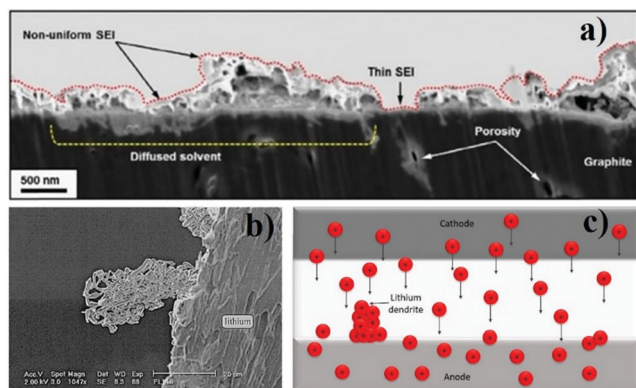 a)
Non-uniform SEI
Thin SEI
Diffused solvent
Porosity
Graphite
500 nm
b)
lithium
Acc.V Spot Magn Det WD Exp
2.00 kV 3.0 1047x SE 8.3 88
20 µm
c)
Cathode
Lithium
dendrite
Anode